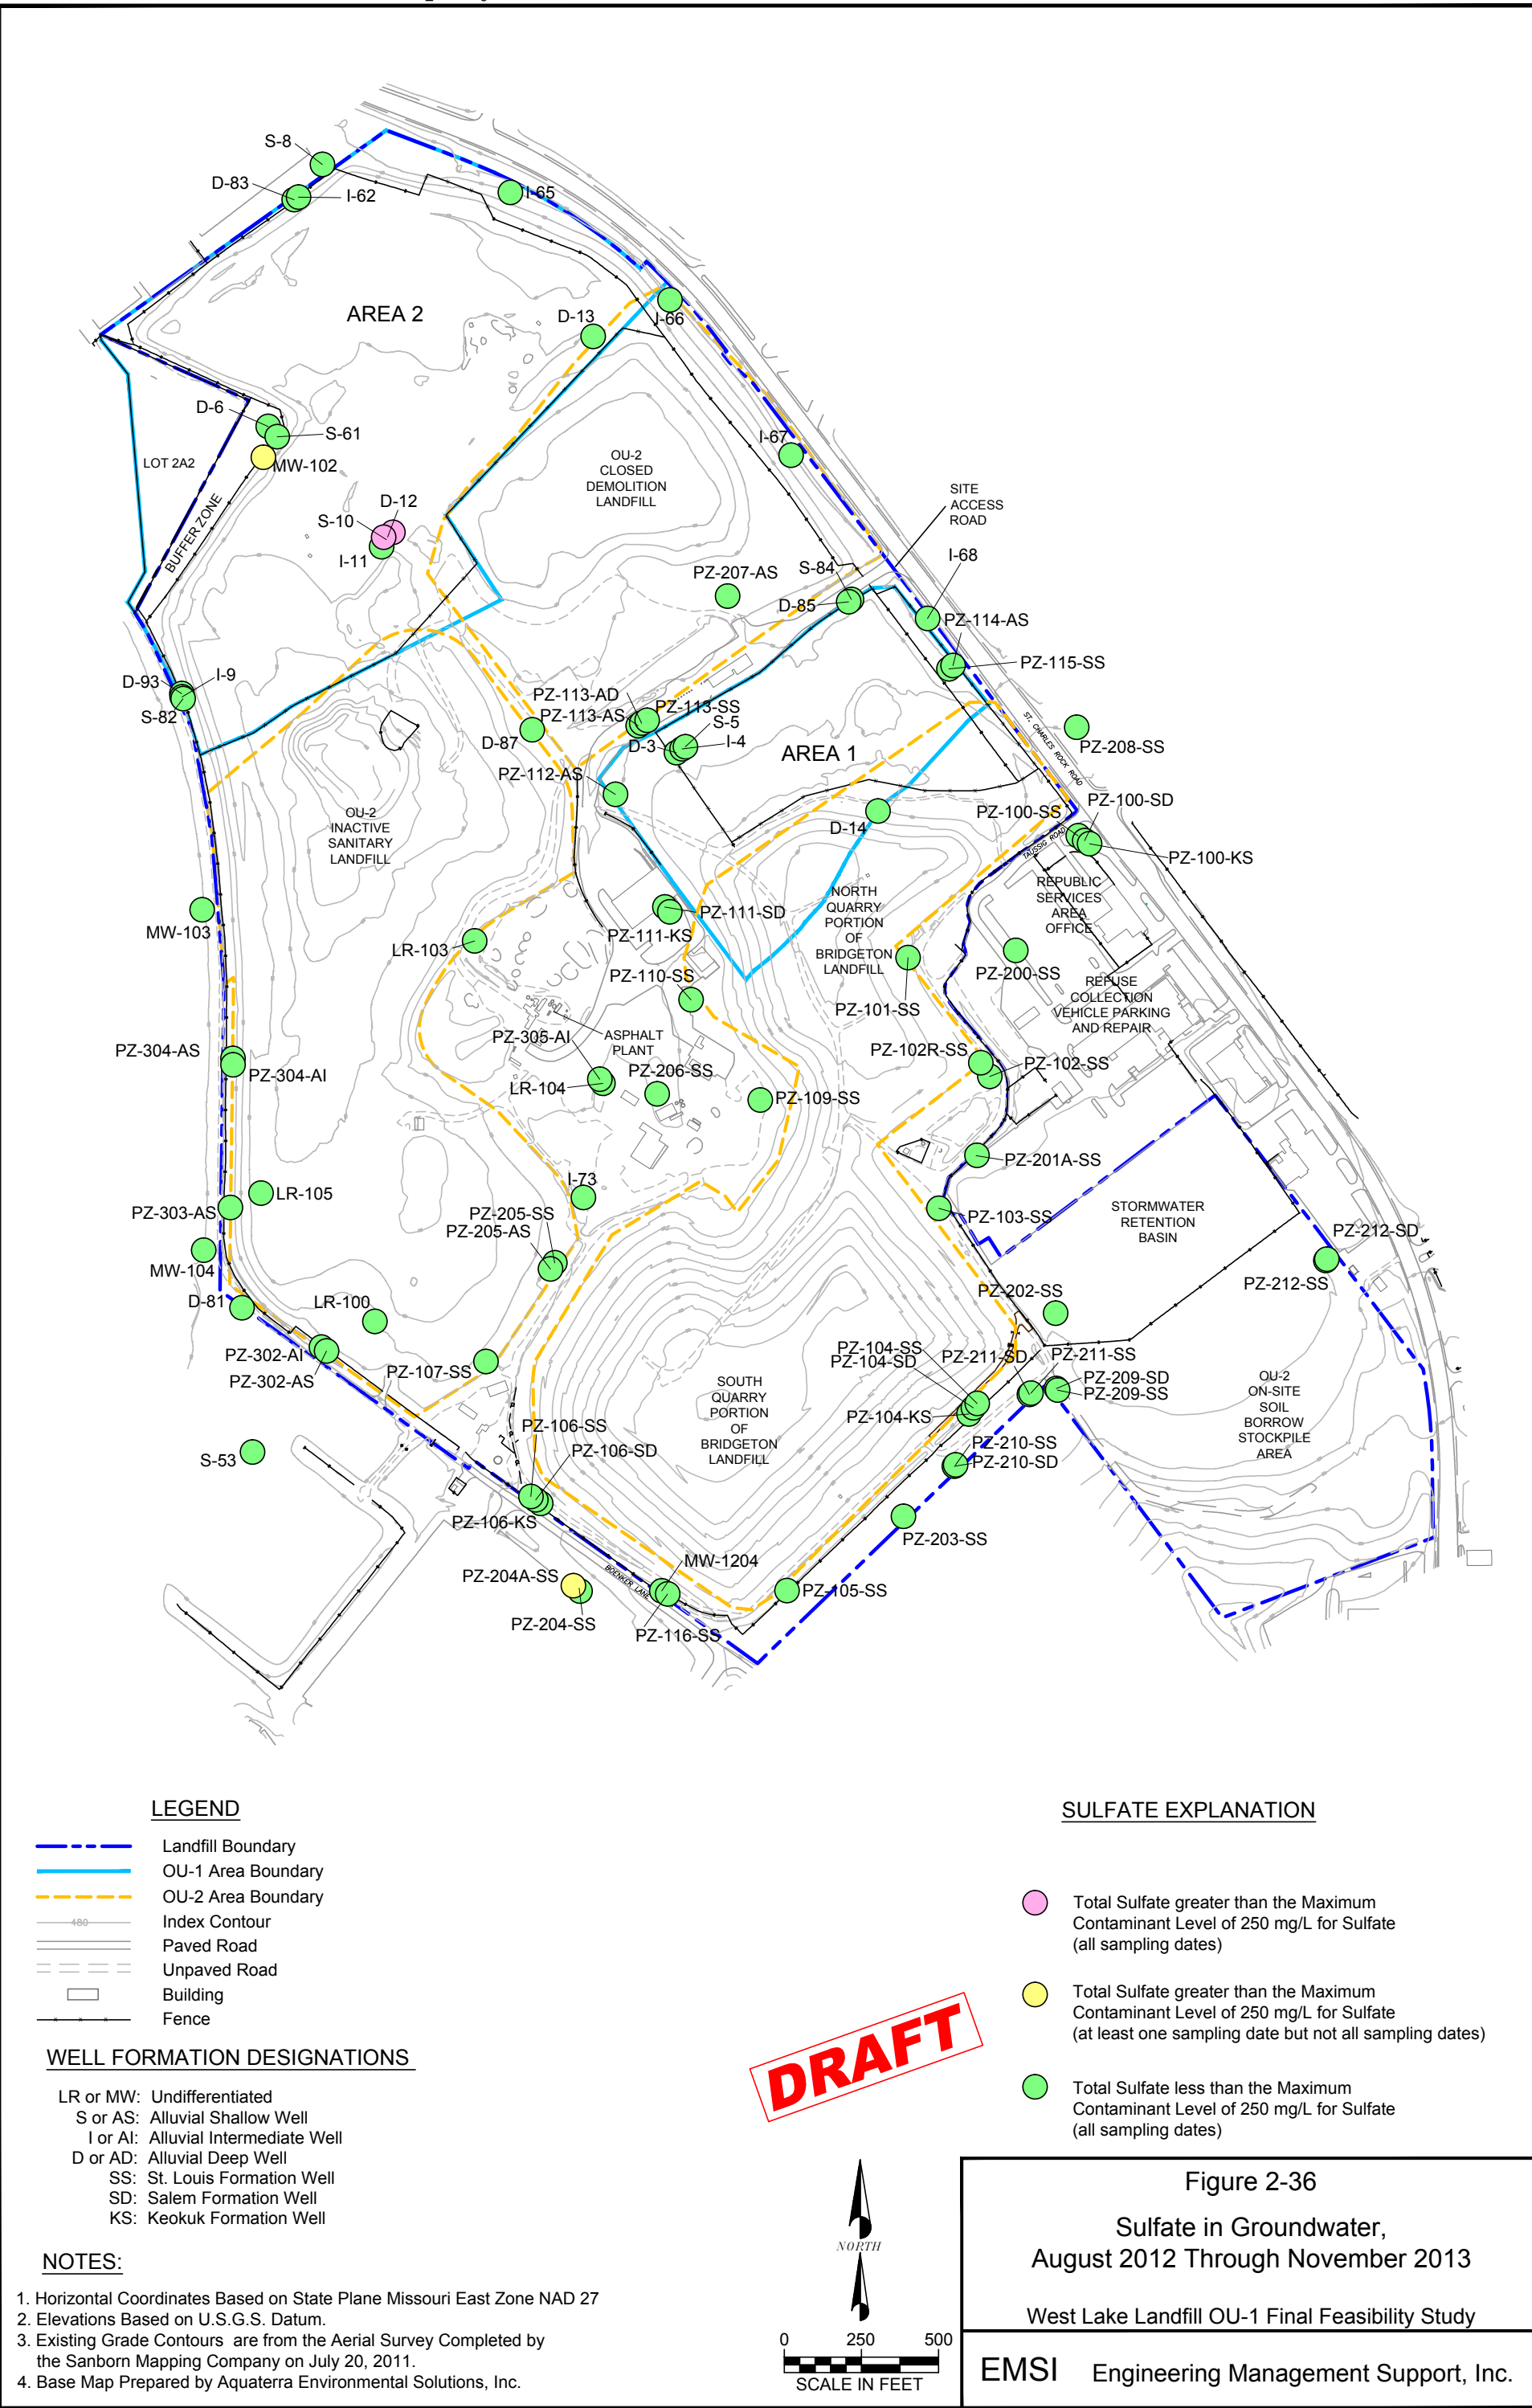 S-8
D-83
I-62
I-65
AREA 2
D-13
I-66
D-6
S-61
LOT 2A2
MW-102
BUFFER ZONE
OU-2
CLOSED
DEMOLITION
LANDFILL
I-67
D-12
S-10
I-11
SITE
ACCESS
ROAD
I-68
PZ-207-AS
S-84
D-85
PZ-114-AS
PZ-115-SS
D-93
I-9
S-82
PZ-113-AD
PZ-113-SS
PZ-113-AS
S-5
D-87
D-3
I-4
AREA 1
ST. CHARLES ROCK ROAD
PZ-208-SS
PZ-112-AS
OU-2
INACTIVE
SANITARY
LANDFILL
D-14
PZ-100-SS
PZ-100-SD
TAUSSIG ROAD
PZ-100-KS
REPUBLIC
SERVICES
AREA
OFFICE
NORTH
QUARRY
PORTION
OF
BRIDGETON
LANDFILL
MW-103
PZ-111-SD
PZ-111-KS
LR-103
PZ-200-SS
PZ-110-SS
PZ-101-SS
REFUSE
COLLECTION
VEHICLE PARKING
AND REPAIR
PZ-305-AI
ASPHALT
PLANT
PZ-304-AS
PZ-304-AI
PZ-102R-SS
PZ-102-SS
LR-104
PZ-206-SS
PZ-109-SS
PZ-201A-SS
I-73
LR-105
PZ-303-AS
PZ-205-SS
PZ-205-AS
PZ-103-SS
STORMWATER
RETENTION
BASIN
PZ-212-SD
PZ-212-SS
MW-104
D-81
LR-100
PZ-202-SS
PZ-302-AI
PZ-302-AS
PZ-107-SS
PZ-104-SS
PZ-104-SD
PZ-211-SD
PZ-211-SS
PZ-209-SD
PZ-209-SS
SOUTH
QUARRY
PORTION
OF
BRIDGETON
LANDFILL
PZ-104-KS
OU-2
ON-SITE
SOIL
BORROW
STOCKPILE
AREA
S-53
PZ-106-SS
PZ-106-SD
PZ-210-SS
PZ-210-SD
PZ-106-KS
PZ-203-SS
PZ-204A-SS
BOENKER LANE
MW-1204
PZ-105-SS
PZ-204-SS
PZ-116-SS
LEGEND
Landfill Boundary
OU-1 Area Boundary
OU-2 Area Boundary
480
Index Contour
Paved Road
Unpaved Road
Building
Fence
WELL FORMATION DESIGNATIONS
LR or MW: Undifferentiated
S or AS: Alluvial Shallow Well
I or AI: Alluvial Intermediate Well
D or AD: Alluvial Deep Well
SS: St. Louis Formation Well
SD: Salem Formation Well
KS: Keokuk Formation Well
NOTES:
1. Horizontal Coordinates Based on State Plane Missouri East Zone NAD 27
2. Elevations Based on U.S.G.S. Datum.
3. Existing Grade Contours are from the Aerial Survey Completed by
the Sanborn Mapping Company on July 20, 2011.
4. Base Map Prepared by Aquaterra Environmental Solutions, Inc.
SULFATE EXPLANATION
Total Sulfate greater than the Maximum
Contaminant Level of 250 mg/L for Sulfate
(all sampling dates)
Total Sulfate greater than the Maximum
Contaminant Level of 250 mg/L for Sulfate
(at least one sampling date but not all sampling dates)
Total Sulfate less than the Maximum
Contaminant Level of 250 mg/L for Sulfate
(all sampling dates)
DRAFT
NORTH
0 250 500
SCALE IN FEET
Figure 2-36
Sulfate in Groundwater,
August 2012 Through November 2013
West Lake Landfill OU-1 Final Feasibility Study
EMSI Engineering Management Support, Inc.